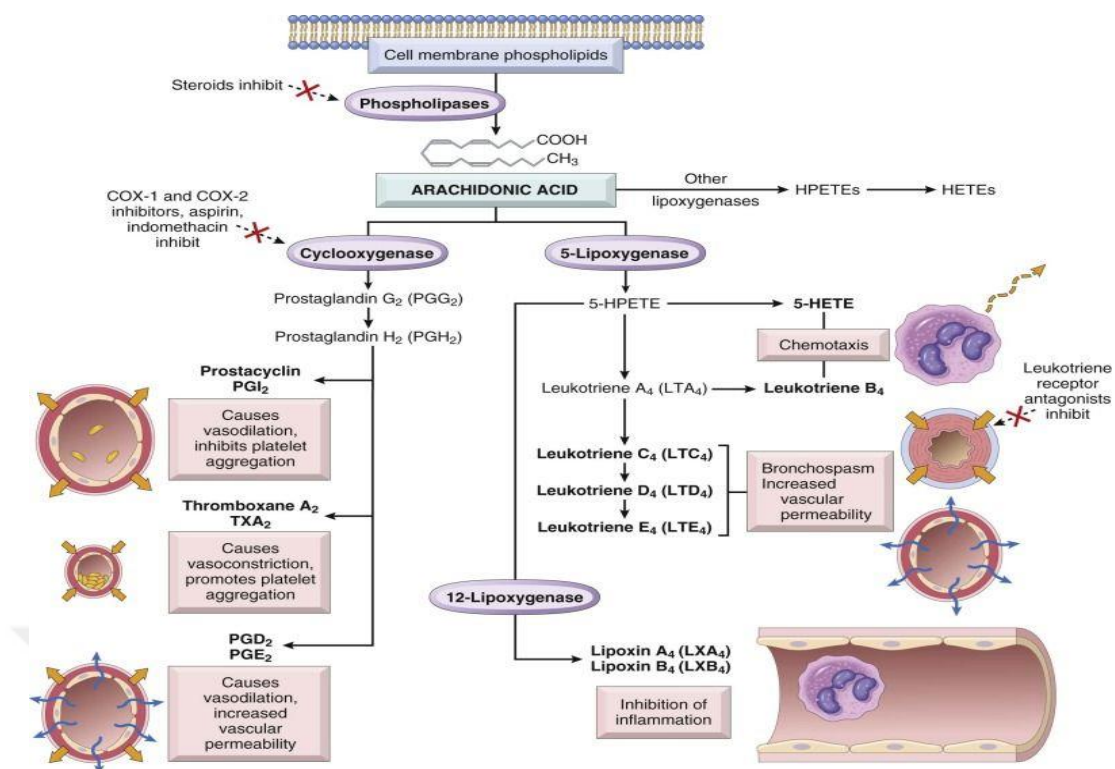 Cell membrane phospholipids
Steroids inhibit
Phospholipases
COOH
CH₃
ARACHIDONIC ACID
Other
lipoxygenases
HPETEs
HETEs
COX-1 and COX-2
inhibitors, aspirin,
indomethacin
inhibit
Cyclooxygenase
5-Lipoxygenase
Prostaglandin G₂ (PGG₂)
Prostaglandin H₂ (PGH₂)
5-HPETE
5-HETE
Chemotaxis
Leukotriene A₄ (LTA₄)
Leukotriene B₄
Leukotriene
receptor
antagonists
inhibit
Prostacyclin
PGI₂
Causes
vasodilation,
inhibits platelet
aggregation
Leukotriene C₄ (LTC₄)
Leukotriene D₄ (LTD₄)
Leukotriene E₄ (LTE₄)
Bronchospasm
Increased
vascular
permeability
Thromboxane A₂
TXA₂
Causes
vasoconstriction,
promotes platelet
aggregation
12-Lipoxygenase
PGD₂
PGE₂
Causes
vasodilation,
increased
vascular
permeability
Lipoxin A₄ (LXA₄)
Lipoxin B₄ (LXB₄)
Inhibition of
inflammation